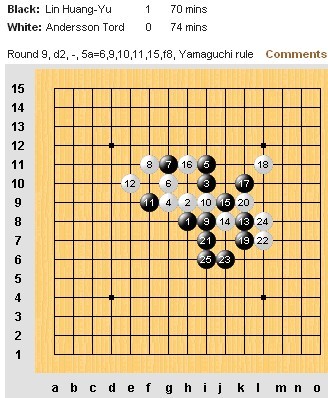 Black: Lin Huang-Yu 1 70 mins
White: Andersson Tord 0 74 mins
Round 9, d2, -, 5a=6,9,10,11,15,f8, Yamaguchi rule Comments
15
14
13
12
11 8 7 16 5 18
10 12 6 3 17
9 11 4 2 10 15 20
8 1 9 14 13 24
7 21 19 22
6 25 23
5
4
3
2
1
a b c d e f g h i j k l m n o